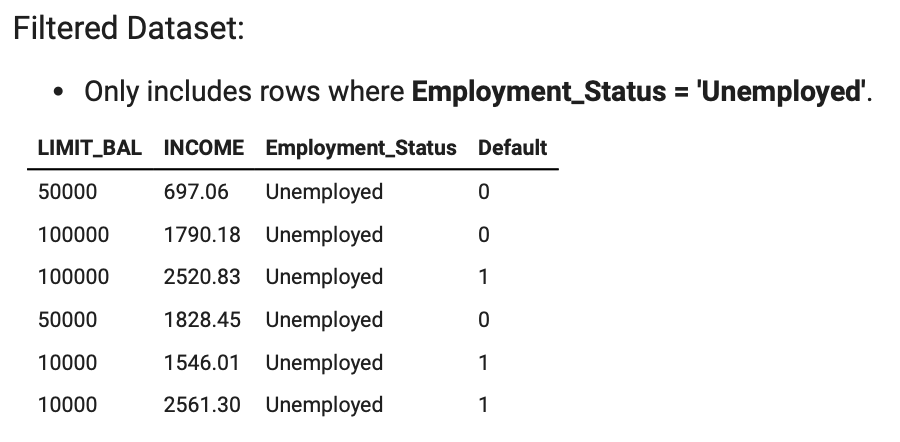 Filtered Dataset:
• Only includes rows where Employment_Status = 'Unemployed'.
LIMIT_BAL INCOME Employment_Status Default
50000 697.06 Unemployed 0
100000 1790.18 Unemployed 0
100000 2520.83 Unemployed 1
50000 1828.45 Unemployed 0
10000 1546.01 Unemployed 1
10000 2561.30 Unemployed 1